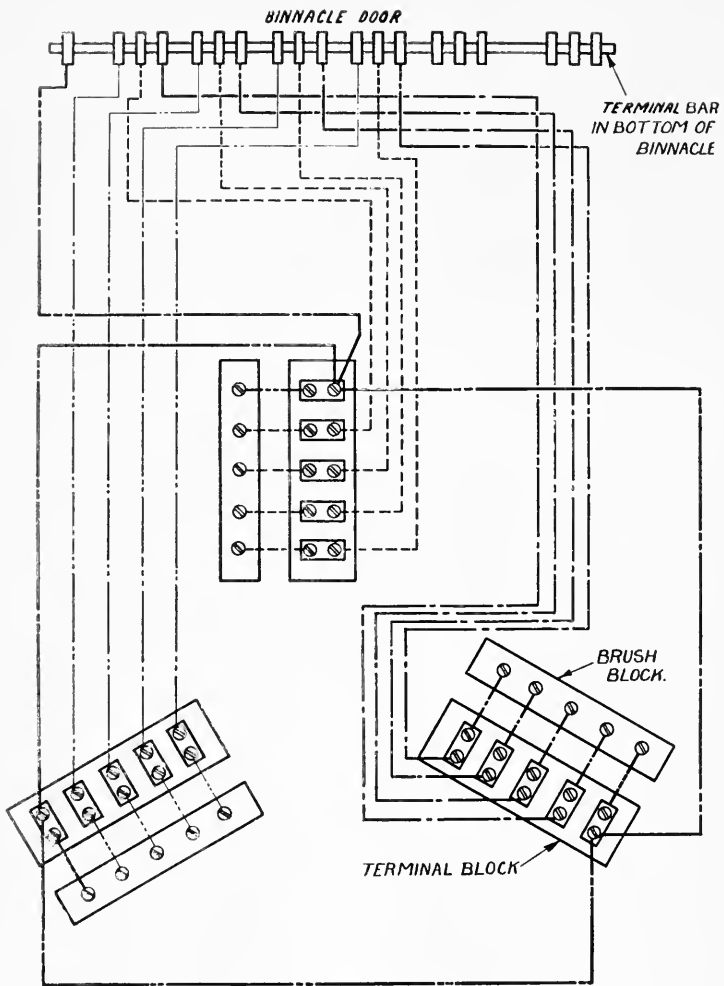 BINNACLE DOOR
TERMINAL BAR
IN BOTTOM OF
BINNACLE
BRUSH
BLOCK.
TERMINAL BLOCK